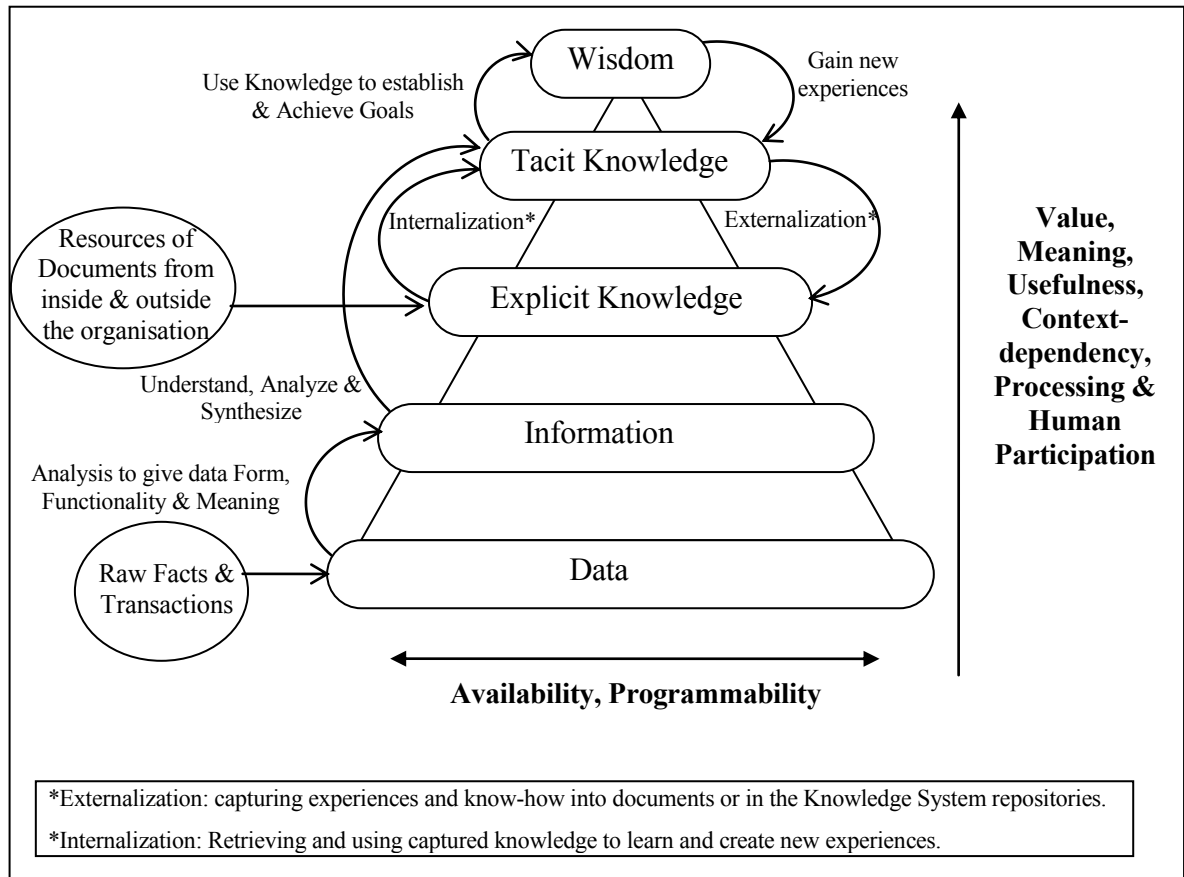 Wisdom
Use Knowledge to establish
& Achieve Goals
Gain new
experiences
Tacit Knowledge
Internalization*
Externalization*
Resources of
Documents from
inside & outside
the organisation
Explicit Knowledge
Understand, Analyze &
Synthesize
Information
Analysis to give data Form,
Functionality & Meaning
Raw Facts &
Transactions
Data
Value,
Meaning,
Usefulness,
Context-
dependency,
Processing &
Human
Participation
Availability, Programmability
*Externalization: capturing experiences and know-how into documents or in the Knowledge System repositories.
*Internalization: Retrieving and using captured knowledge to learn and create new experiences.